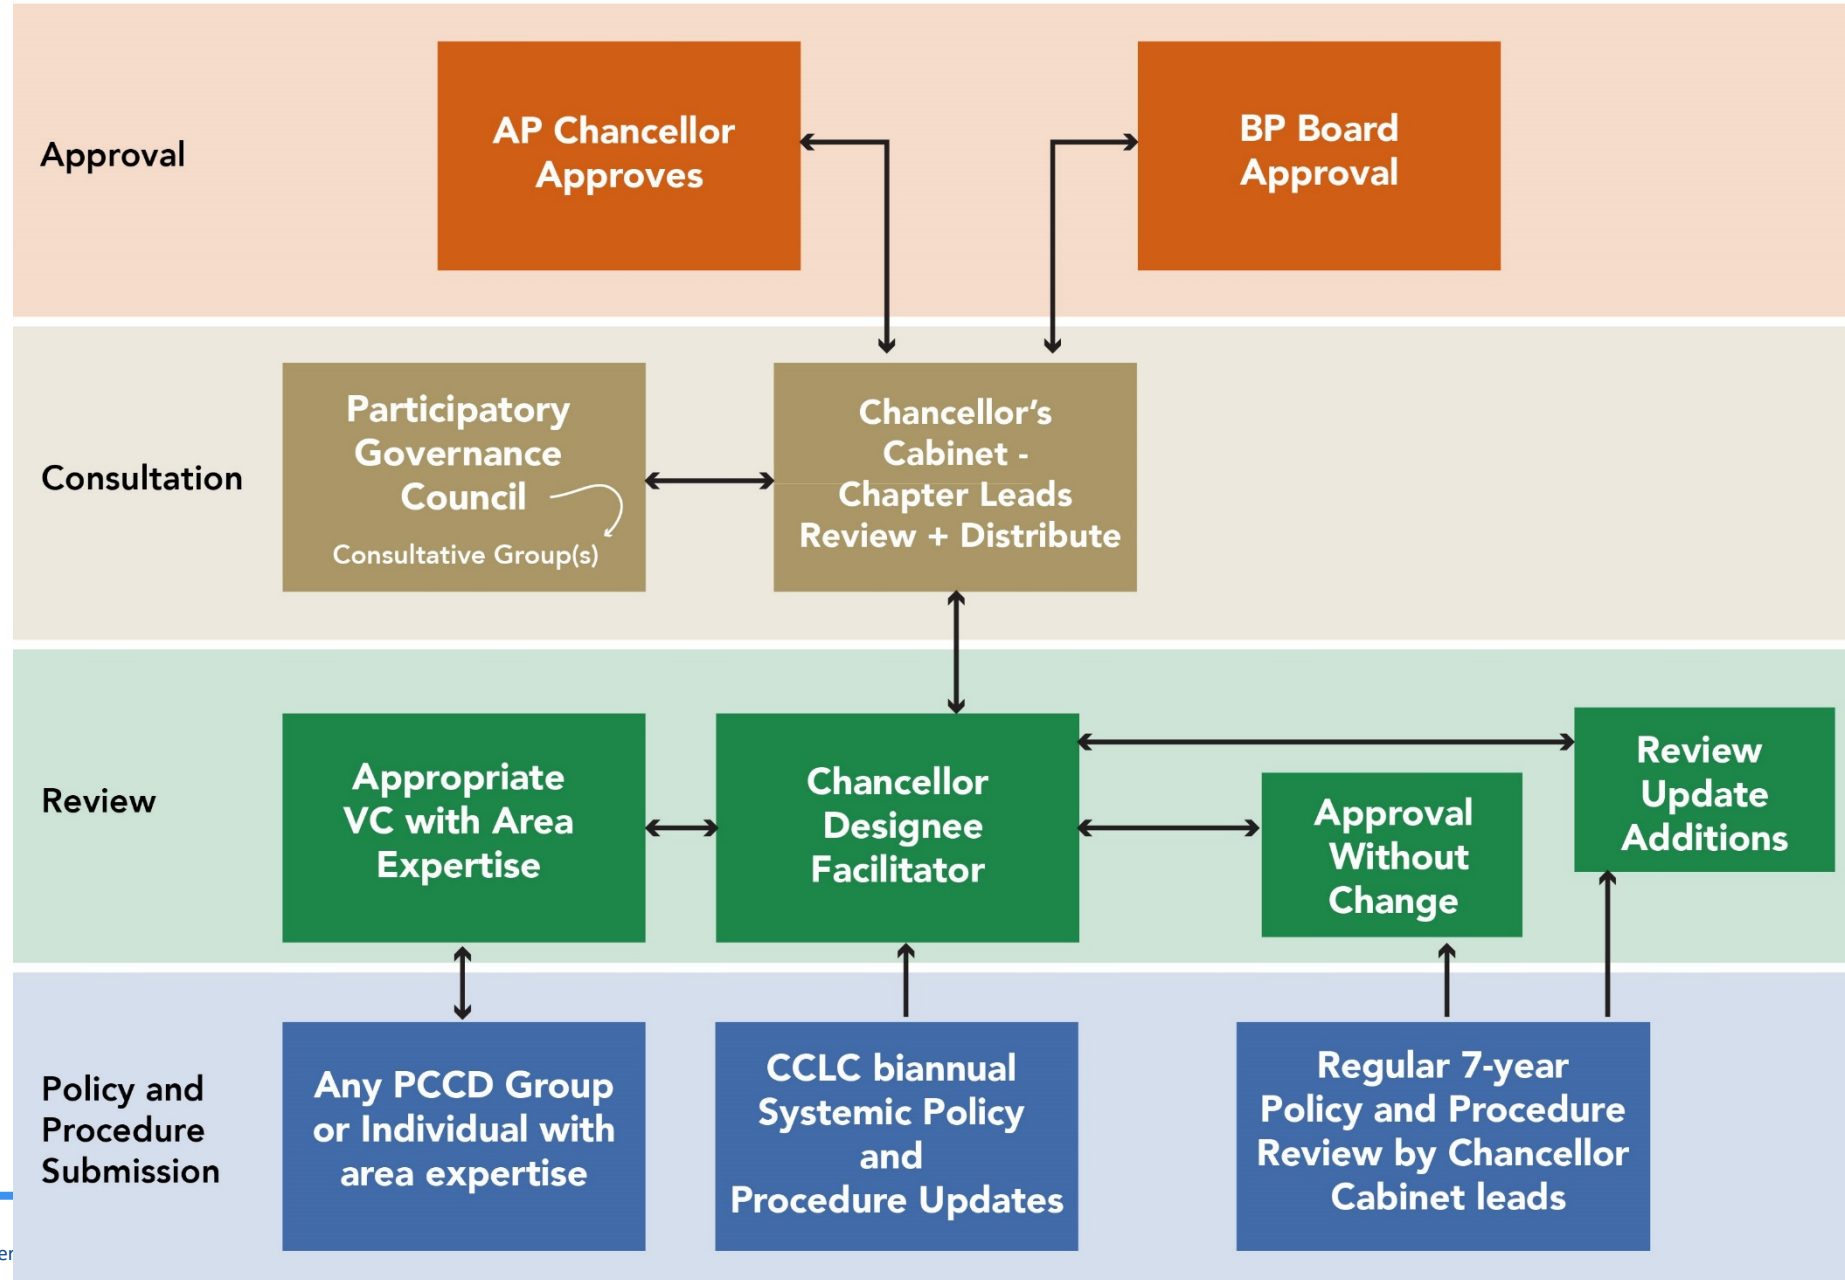 Approval
AP Chancellor
Approves
BP Board
Approval
Consultation
Participatory
Governance
Council
Consultative Group(s)
Chancellor’s
Cabinet -
Chapter Leads
Review + Distribute
Review
Appropriate
VC with Area
Expertise
Chancellor
Designee
Facilitator
Approval
Without
Change
Review
Update
Additions
Policy and
Procedure
Submission
Any PCCD Group
or Individual with
area expertise
CCLC biannual
Systemic Policy
and
Procedure Updates
Regular 7-year
Policy and Procedure
Review by Chancellor
Cabinet leads